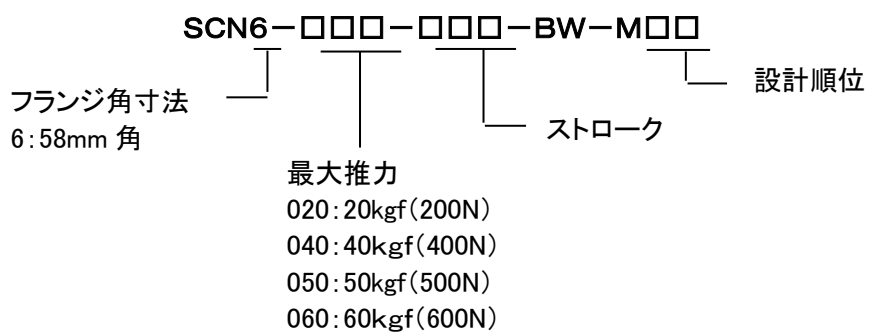 SCN6－□□□－□□□－BW－M□□
フランジ角寸法
6：58mm 角
設計順位
ストローク
最大推力
020：20kgf（200N）
040：40kgf（400N）
050：50kgf（500N）
060：60kgf（600N）